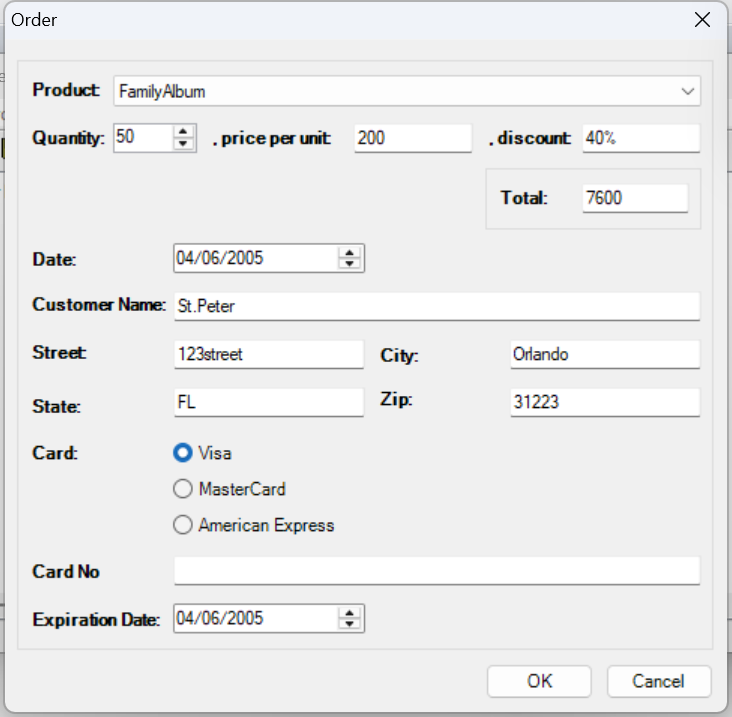 Order
Product: FamilyAlbum
Quantity: 50 , price per unit: 200 , discount: 40%
Total: 7600
Date: 04/06/2005
Customer Name: St.Peter
Street: 123street City: Orlando
State: FL Zip: 31223
Card: Visa
MasterCard
American Express
Card No
Expiration Date: 04/06/2005
OK Cancel